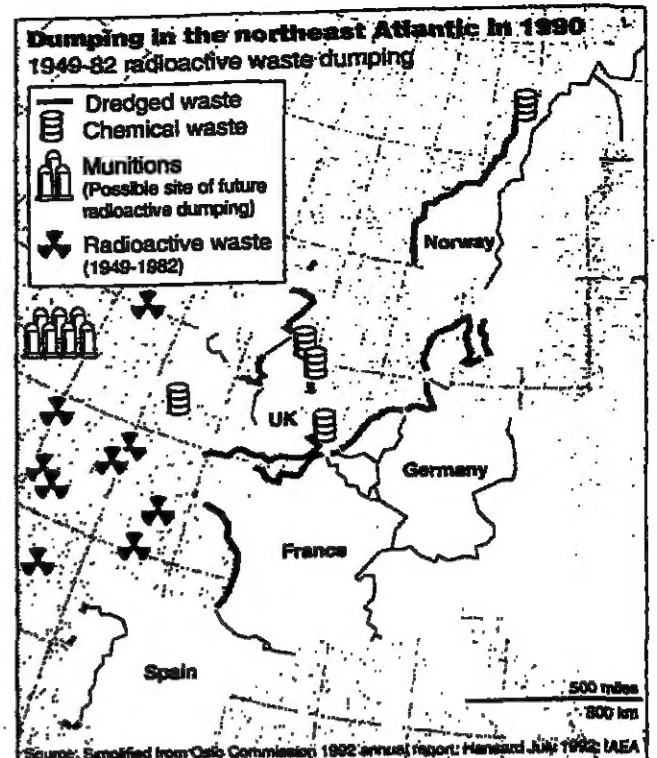 Dumping in the northeast Atlantic in 1990
1949-82 radioactive waste dumping
Dredged waste
Chemical waste
Munitions
(Possible site of future
radioactive dumping)
Radioactive waste
(1949-1982)
Norway
UK
Germany
France
Spain
500 miles
800 km
Source: Simplified from Oslo Commission 1992 annual report; Hansard July 1992; IAEA